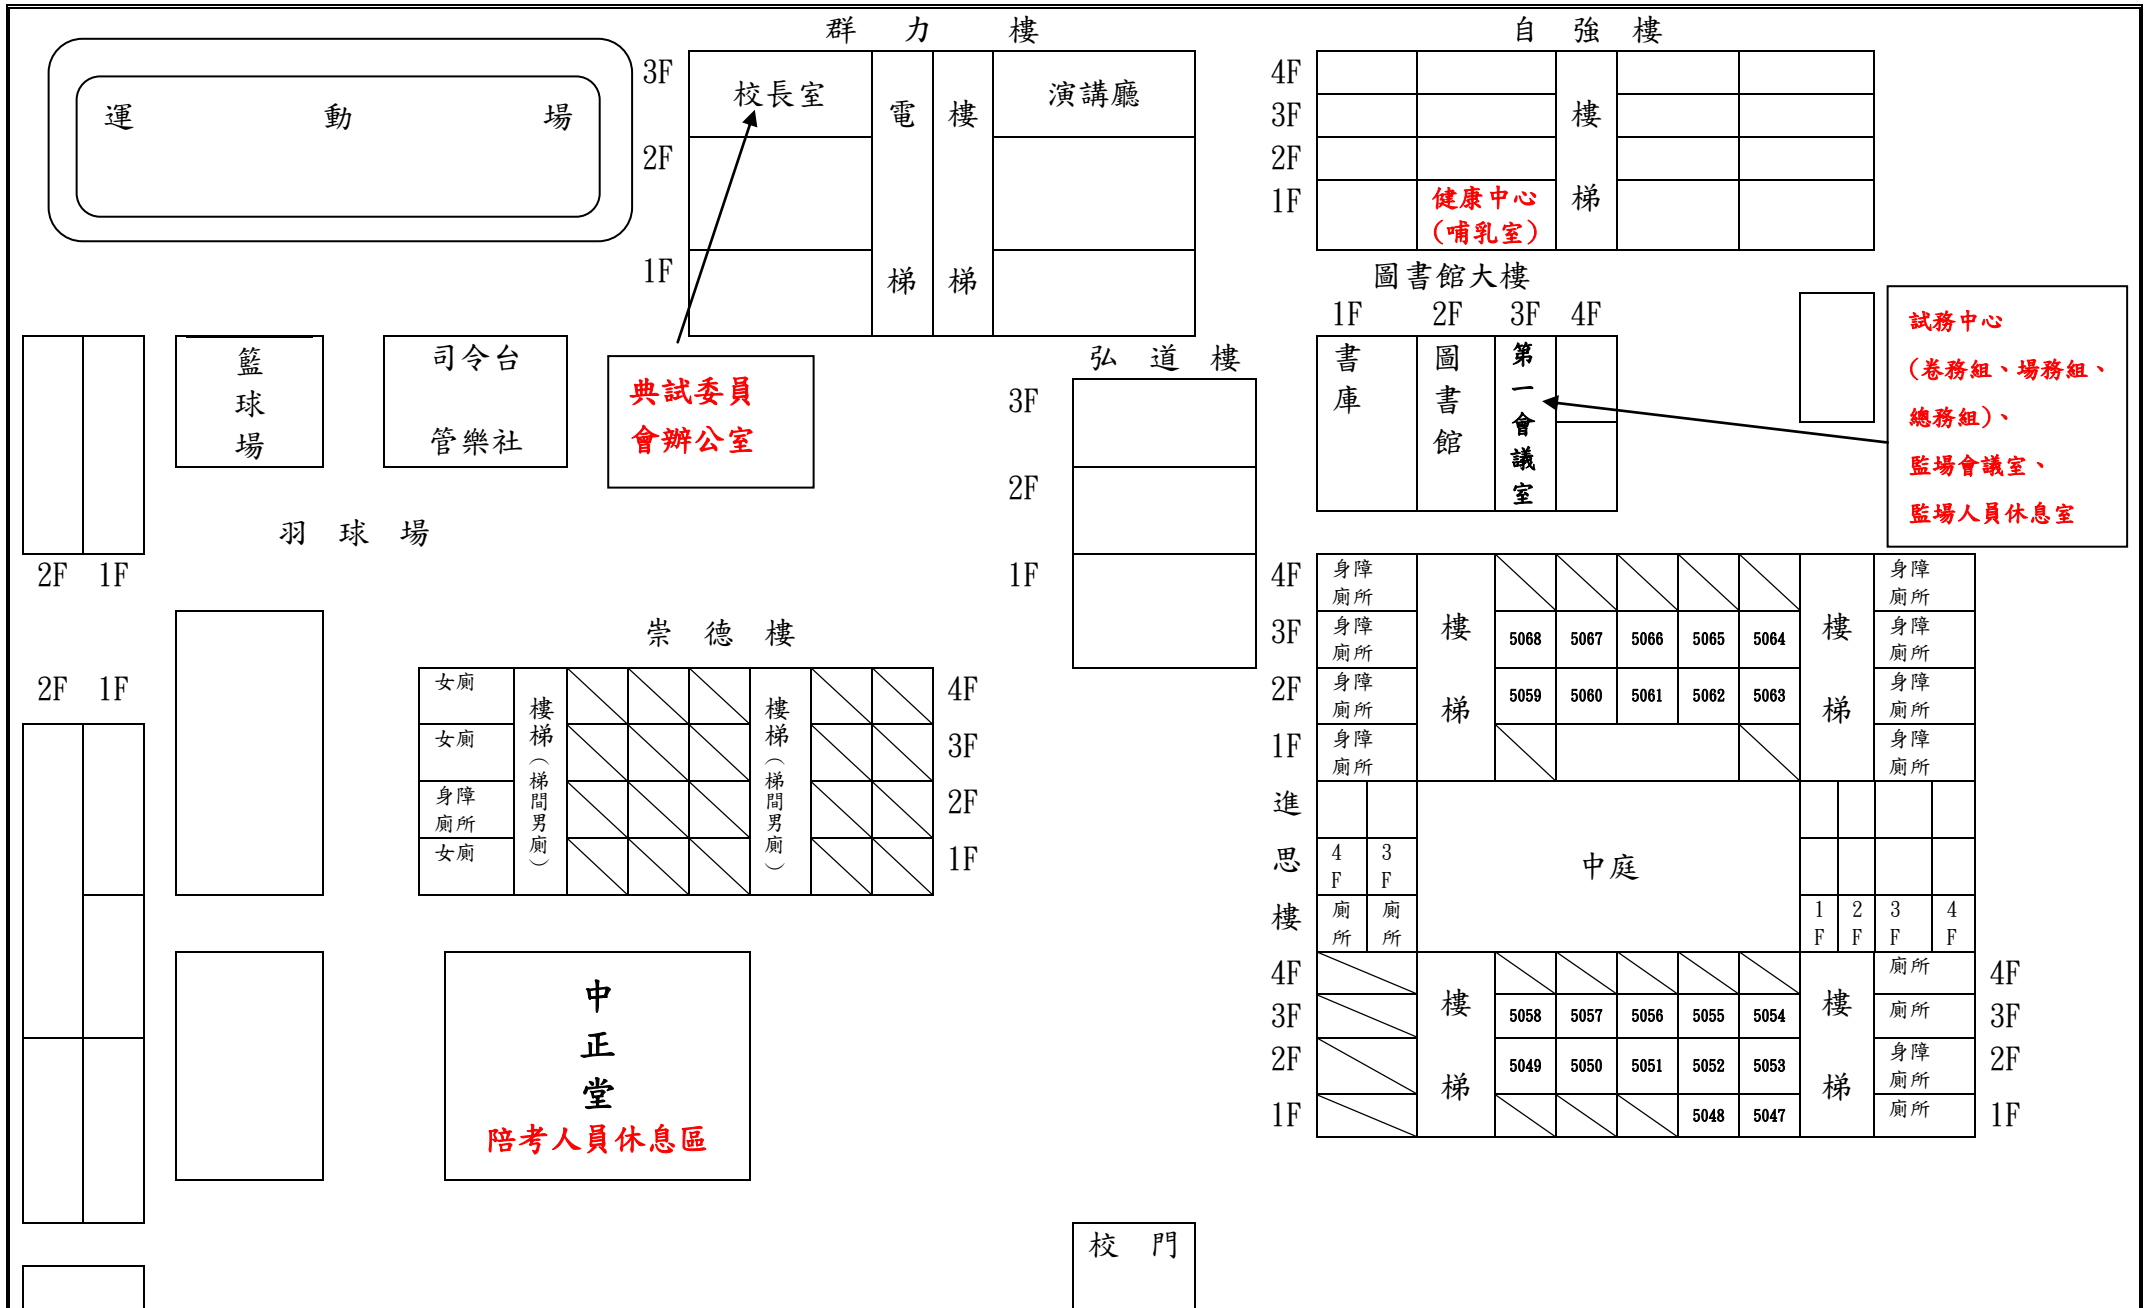 群 力 樓
自 強 樓
運 動 場
3F
2F
1F
校長室
電梯
樓梯
演講廳
4F
3F
2F
1F
樓梯
健康中心
(哺乳室)
圖書館大樓
1F 2F 3F 4F
書庫
圖書館
第一會議室
試務中心
(卷務組、場務組、
總務組)、
監場會議室、
監場人員休息室
籃球場
司令台
管樂社
典試委員
會辦公室
弘 道 樓
3F
2F
1F
羽 球 場
2F 1F
2F 1F
崇 德 樓
女廁
女廁
身障
廁所
女廁
樓梯(梯間男廁)
樓梯(梯間男廁)
4F
3F
2F
1F
4F
3F
2F
1F
身障
廁所
身障
廁所
身障
廁所
身障
廁所
樓梯
5068 5067 5066 5065 5064
5059 5060 5061 5062 5063
樓梯
身障
廁所
身障
廁所
身障
廁所
身障
廁所
進思樓
4F 3F
廁所 廁所
中庭
1F 2F 3F 4F
4F
3F
2F
1F
樓梯
5058 5057 5056 5055 5054
5049 5050 5051 5052 5053
5048 5047
樓梯
廁所
廁所
身障
廁所
廁所
4F
3F
2F
1F
中正堂
陪考人員休息區
校 門